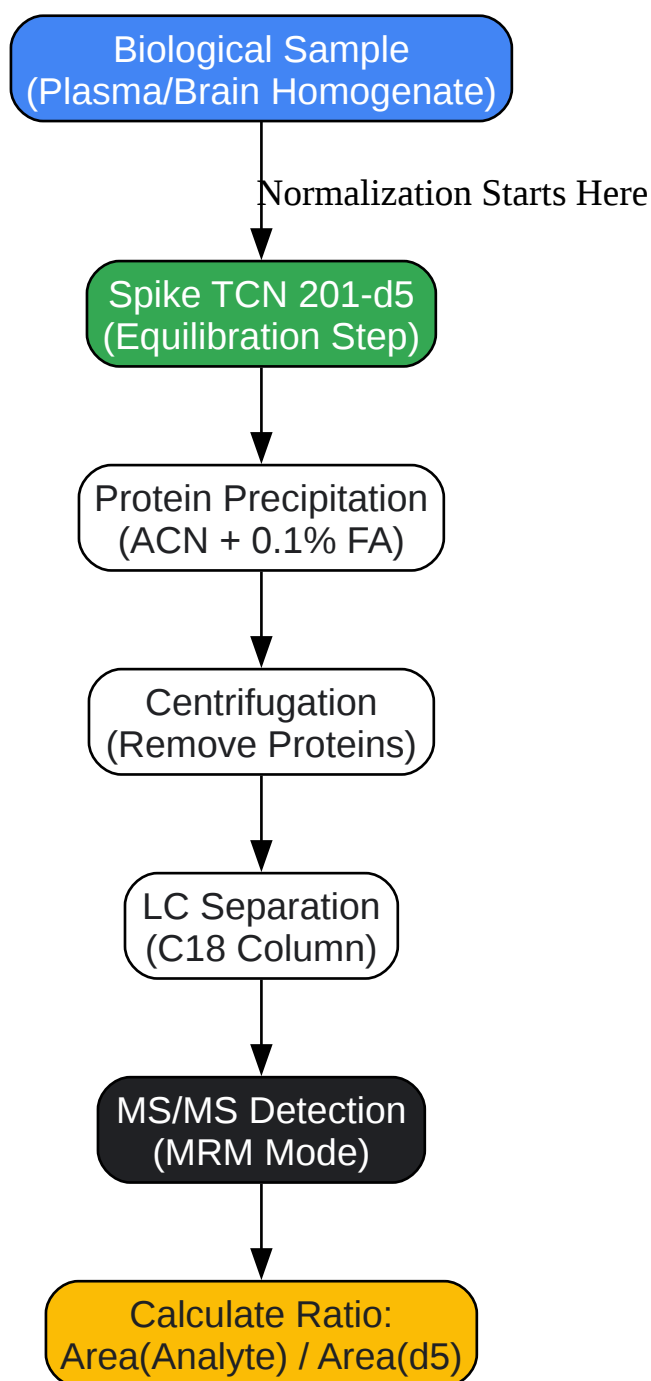 Biological Sample
(Plasma/Brain Homogenate)
Normalization Starts Here
Spike TCN 201-d5
(Equilibration Step)
Protein Precipitation
(ACN + 0.1% FA)
Centrifugation
(Remove Proteins)
LC Separation
(C18 Column)
MS/MS Detection
(MRM Mode)
Calculate Ratio:
Area(Analyte) / Area(d5)